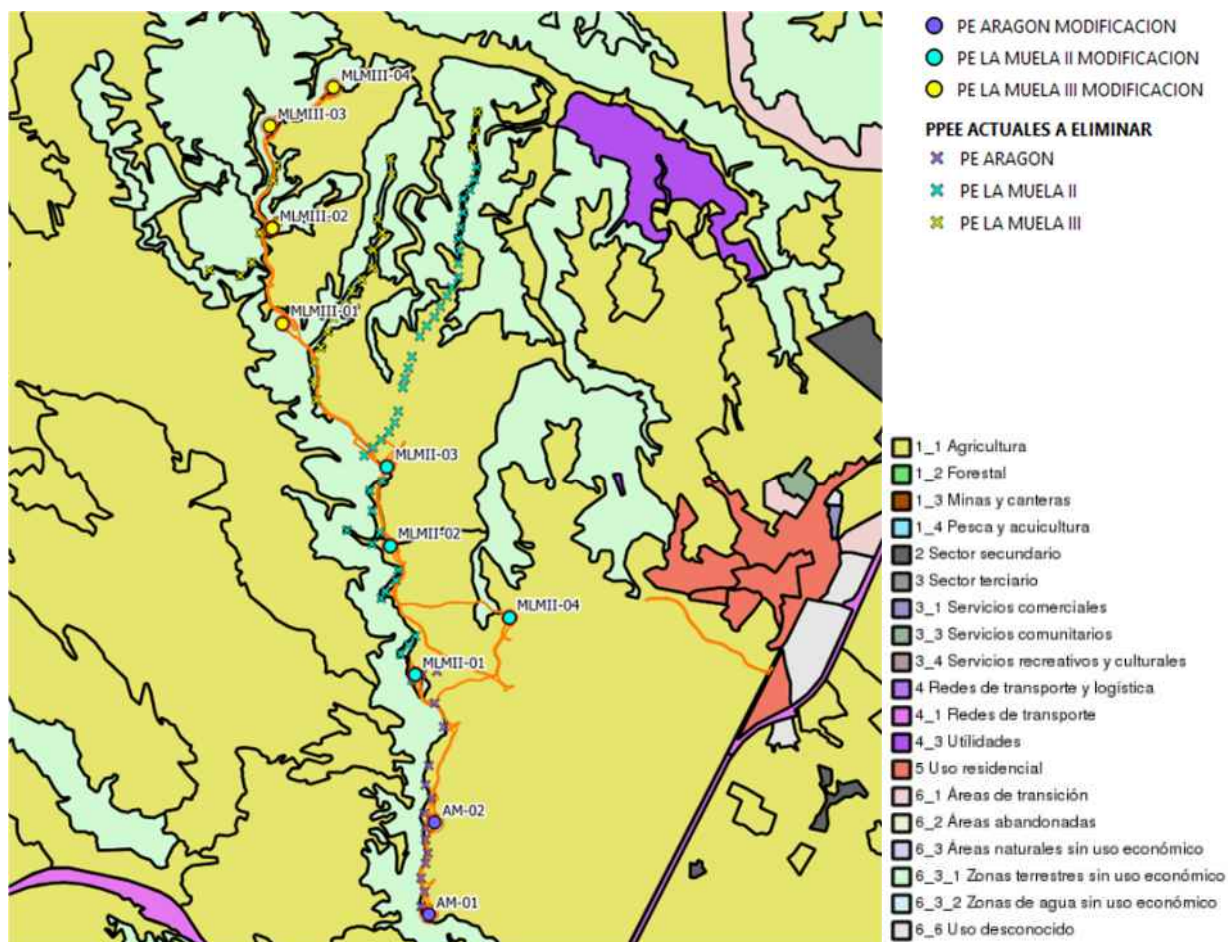 MLMIII-04
MLMIII-03
MLMIII-02
MLMIII-01
MLMII-03
MLMII-02
MLMII-04
MLMII-01
AM-02
AM-01
PE ARAGON MODIFICACION
PE LA MUELA II MODIFICACION
PE LA MUELA III MODIFICACION
PPEE ACTUALES A ELIMINAR
PE ARAGON
PE LA MUELA II
PE LA MUELA III
1_1 Agricultura
1_2 Forestal
1_3 Minas y canteras
1_4 Pesca y acuicultura
2 Sector secundario
3 Sector terciario
3_1 Servicios comerciales
3_3 Servicios comunitarios
3_4 Servicios recreativos y culturales
4 Redes de transporte y logística
4_1 Redes de transporte
4_3 Utilidades
5 Uso residencial
6_1 Áreas de transición
6_2 Áreas abandonadas
6_3 Áreas naturales sin uso económico
6_3_1 Zonas terrestres sin uso económico
6_3_2 Zonas de agua sin uso económico
6_6 Uso desconocido